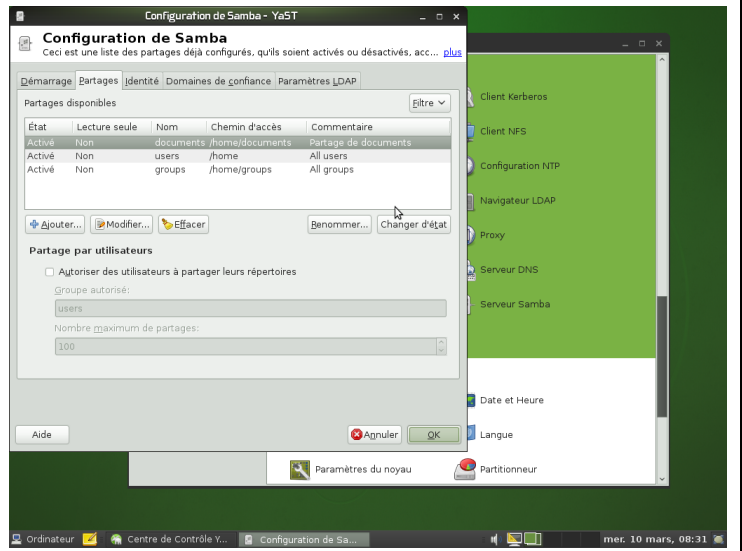 Configuration de Samba - YaST
Configuration de Samba
Ceci est une liste des partages déjà configurés, qu'ils soient activés ou désactivés, acc... plus
Démarrage Partages Identité Domaines de confiance Paramètres LDAP
Partages disponibles Filtre
État Lecture seule Nom Chemin d'accès Commentaire
Activé Non documents /home/documents Partage de documents
Activé Non users /home All users
Activé Non groups /home/groups All groups
Ajouter... Modifier... Effacer Renommer... Changer d'état
Partage par utilisateurs
Autoriser des utilisateurs à partager leurs répertoires
Groupe autorisé:
users
Nombre maximum de partages:
100
Aide Annuler OK
Client Kerberos
Client NFS
Configuration NTP
Navigateur LDAP
Proxy
Serveur DNS
Serveur Samba
Date et Heure
Langue
Paramètres du noyau Partitionneur
Ordinateur Centre de Contrôle Y... Configuration de Sa... mer. 10 mars, 08:31